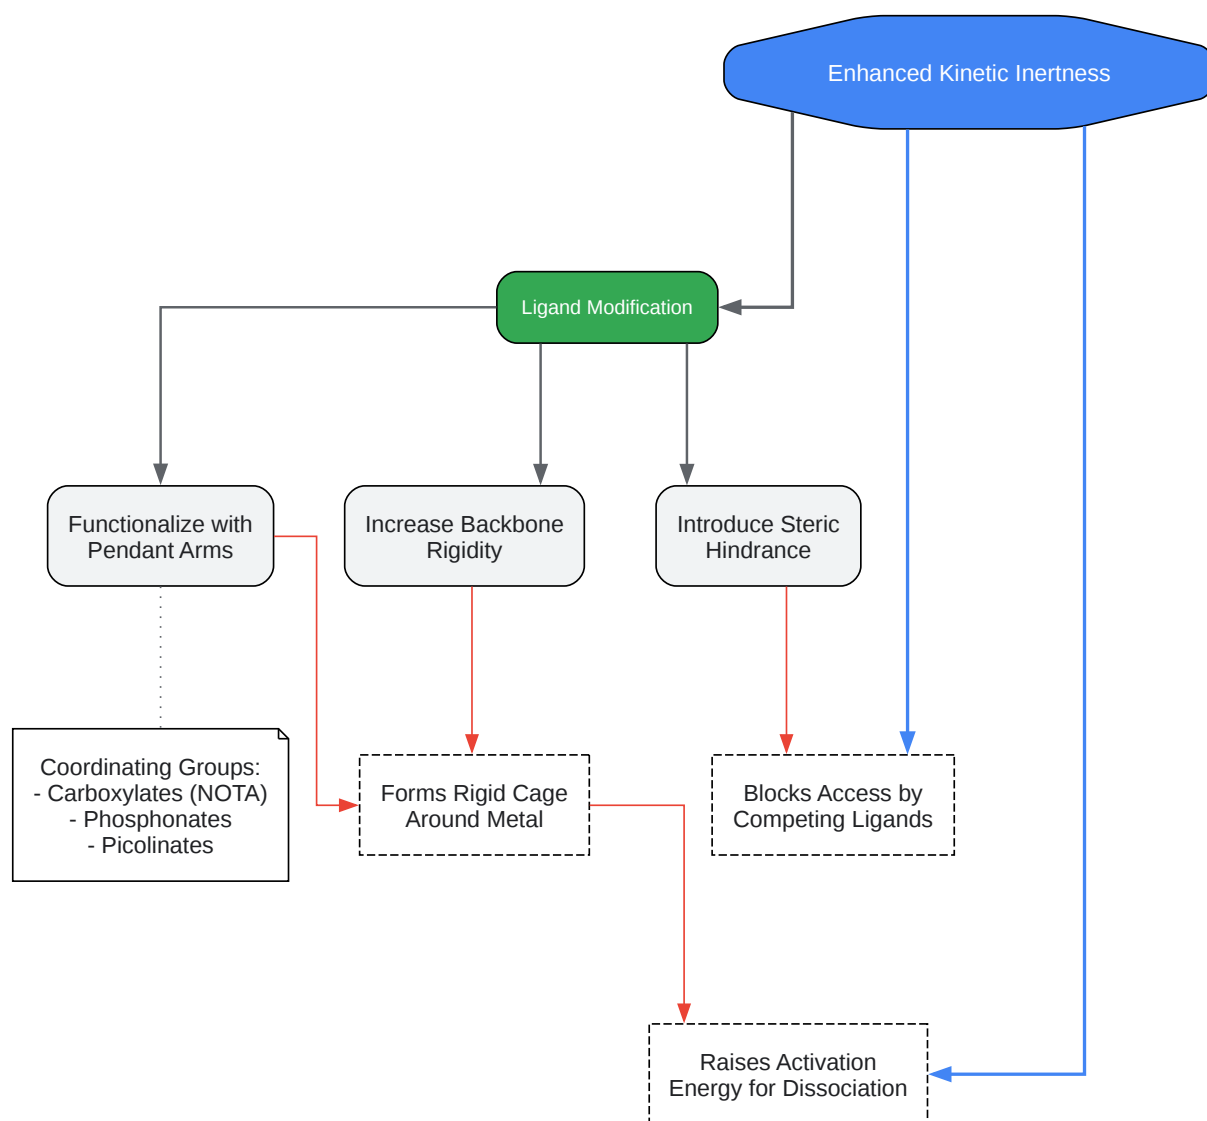 Enhanced Kinetic Inertness
Ligand Modification
Functionalize with
Pendant Arms
Increase Backbone
Rigidity
Introduce Steric
Hindrance
Coordinating Groups:
- Carboxylates (NOTA)
- Phosphonates
- Picolinates
Forms Rigid Cage
Around Metal
Blocks Access by
Competing Ligands
Raises Activation
Energy for Dissociation